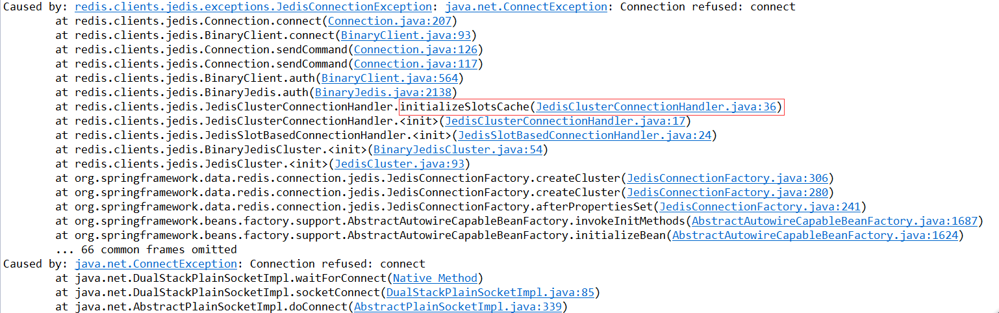 Caused by: redis.clients.jedis.exceptions.JedisConnectionException: java.net.ConnectException: Connection refused: connect
at redis.clients.jedis.Connection.connect(Connection.java:207)
at redis.clients.jedis.BinaryClient.connect(BinaryClient.java:93)
at redis.clients.jedis.Connection.sendCommand(Connection.java:126)
at redis.clients.jedis.Connection.sendCommand(Connection.java:117)
at redis.clients.jedis.BinaryClient.auth(BinaryClient.java:564)
at redis.clients.jedis.BinaryJedis.auth(BinaryJedis.java:2138)
at redis.clients.jedis.JedisClusterConnectionHandler.initializeSlotsCache(JedisClusterConnectionHandler.java:36)
at redis.clients.jedis.JedisClusterConnectionHandler.<init>(JedisClusterConnectionHandler.java:17)
at redis.clients.jedis.JedisSlotBasedConnectionHandler.<init>(JedisSlotBasedConnectionHandler.java:24)
at redis.clients.jedis.BinaryJedisCluster.<init>(BinaryJedisCluster.java:54)
at redis.clients.jedis.JedisCluster.<init>(JedisCluster.java:93)
at org.springframework.data.redis.connection.jedis.JedisConnectionFactory.createCluster(JedisConnectionFactory.java:306)
at org.springframework.data.redis.connection.jedis.JedisConnectionFactory.createCluster(JedisConnectionFactory.java:280)
at org.springframework.data.redis.connection.jedis.JedisConnectionFactory.afterPropertiesSet(JedisConnectionFactory.java:241)
at org.springframework.beans.factory.support.AbstractAutowireCapableBeanFactory.invokeInitMethods(AbstractAutowireCapableBeanFactory.java:1687)
at org.springframework.beans.factory.support.AbstractAutowireCapableBeanFactory.initializeBean(AbstractAutowireCapableBeanFactory.java:1624)
... 66 common frames omitted
Caused by: java.net.ConnectException: Connection refused: connect
at java.net.DualStackPlainSocketImpl.waitForConnect(Native Method)
at java.net.DualStackPlainSocketImpl.socketConnect(DualStackPlainSocketImpl.java:85)
at java.net.AbstractPlainSocketImpl.doConnect(AbstractPlainSocketImpl.java:339)